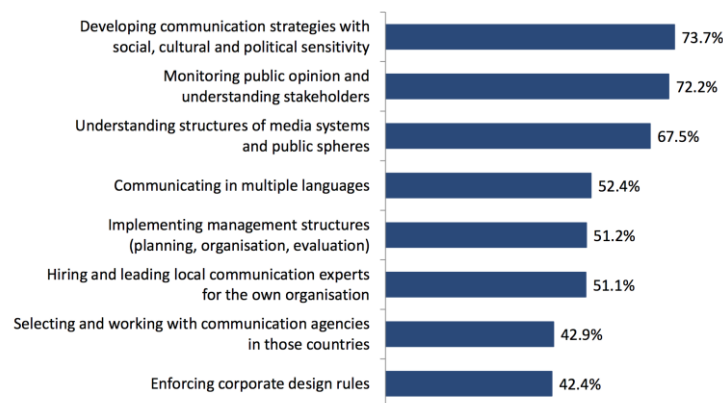 Developing communication strategies with
social, cultural and political sensitivity
73.7%
Monitoring public opinion and
understanding stakeholders
72.2%
Understanding structures of media systems
and public spheres
67.5%
Communicating in multiple languages
52.4%
Implementing management structures
(planning, organisation, evaluation)
51.2%
Hiring and leading local communication experts
for the own organisation
51.1%
Selecting and working with communication agencies
in those countries
42.9%
Enforcing corporate design rules
42.4%